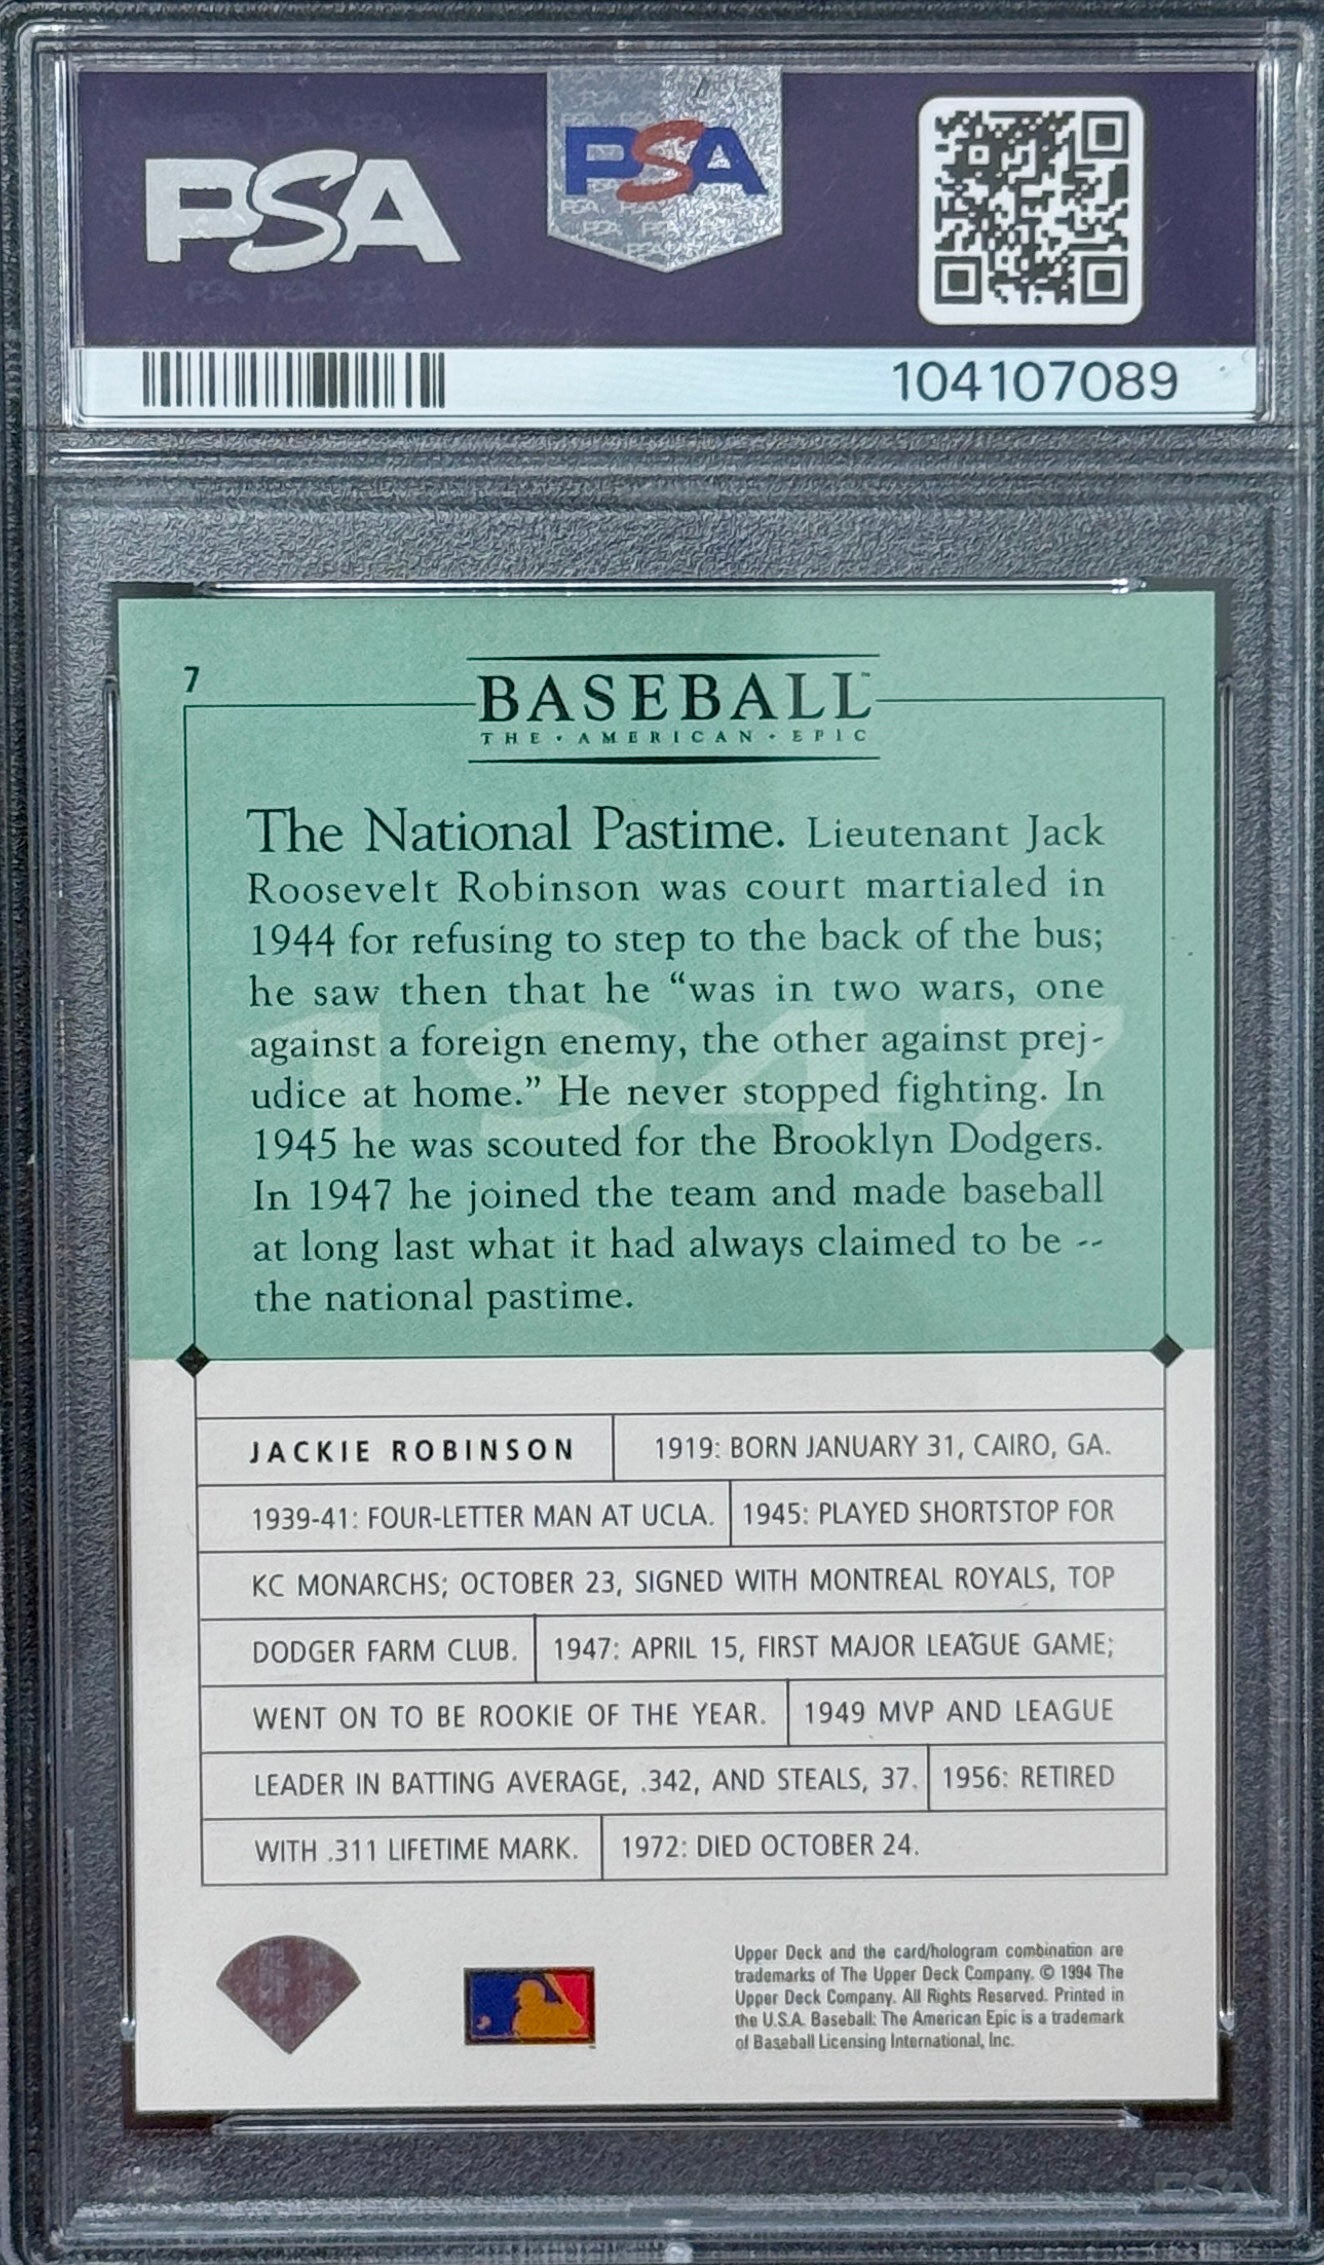 PSA
PSA
104107089
7
BASEBALL™
THE • AMERICAN • EPIC
The National Pastime. Lieutenant Jack
Roosevelt Robinson was court martialed in
1944 for refusing to step to the back of the bus;
he saw then that he “was in two wars, one
against a foreign enemy, the other against prej-
udice at home.” He never stopped fighting. In
1945 he was scouted for the Brooklyn Dodgers.
In 1947 he joined the team and made baseball
at long last what it had always claimed to be --
the national pastime.
1947
JACKIE ROBINSON 1919: BORN JANUARY 31, CAIRO, GA.
1939-41: FOUR-LETTER MAN AT UCLA. 1945: PLAYED SHORTSTOP FOR
KC MONARCHS; OCTOBER 23, SIGNED WITH MONTREAL ROYALS, TOP
DODGER FARM CLUB. 1947: APRIL 15, FIRST MAJOR LEAGUE GAME;
WENT ON TO BE ROOKIE OF THE YEAR. 1949 MVP AND LEAGUE
LEADER IN BATTING AVERAGE, .342, AND STEALS, 37. 1956: RETIRED
WITH .311 LIFETIME MARK. 1972: DIED OCTOBER 24.
Upper Deck and the card/hologram combination are
trademarks of The Upper Deck Company. © 1994 The
Upper Deck Company. All Rights Reserved. Printed in
the U.S.A. Baseball: The American Epic is a trademark
of Baseball Licensing International, Inc.
PSA